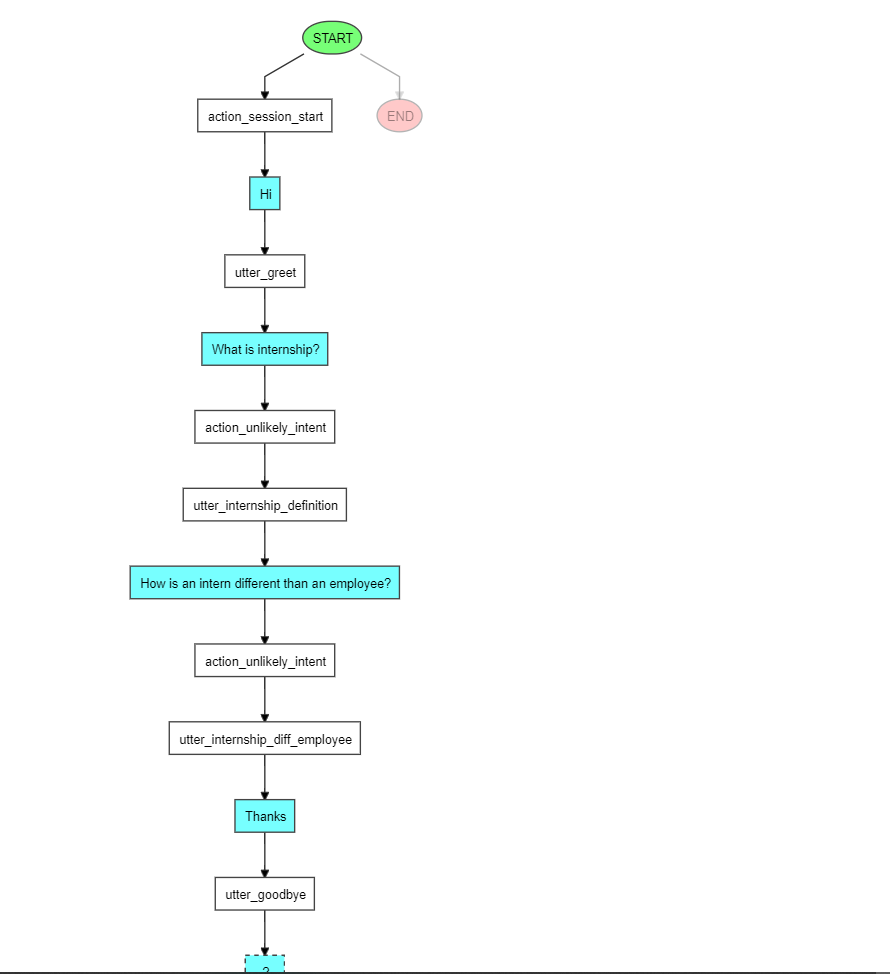 START
action_session_start
END
Hi
utter_greet
What is internship?
action_unlikely_intent
utter_internship_definition
How is an intern different than an employee?
action_unlikely_intent
utter_internship_diff_employee
Thanks
utter_goodbye
?